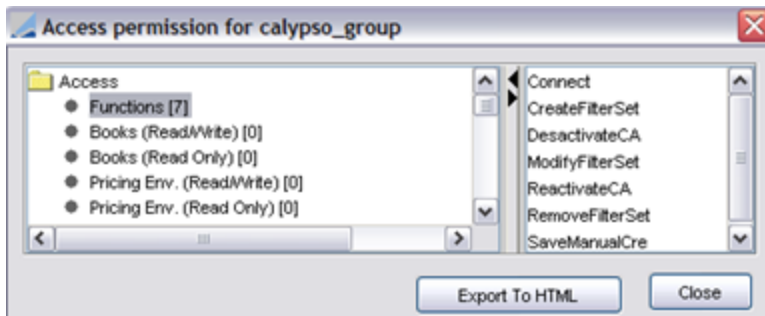 Access permission for calypso_group
Access
Functions [7]
Books (Read/Write) [0]
Books (Read Only) [0]
Pricing Env. (Read/Write) [0]
Pricing Env. (Read Only) [0]
Connect
CreateFilterSet
DesactivateCA
ModifyFilterSet
ReactivateCA
RemoveFilterSet
SaveManualCre
Export To HTML
Close